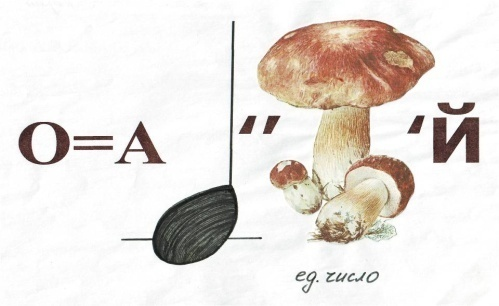 О=А " ‘Й
ед. число